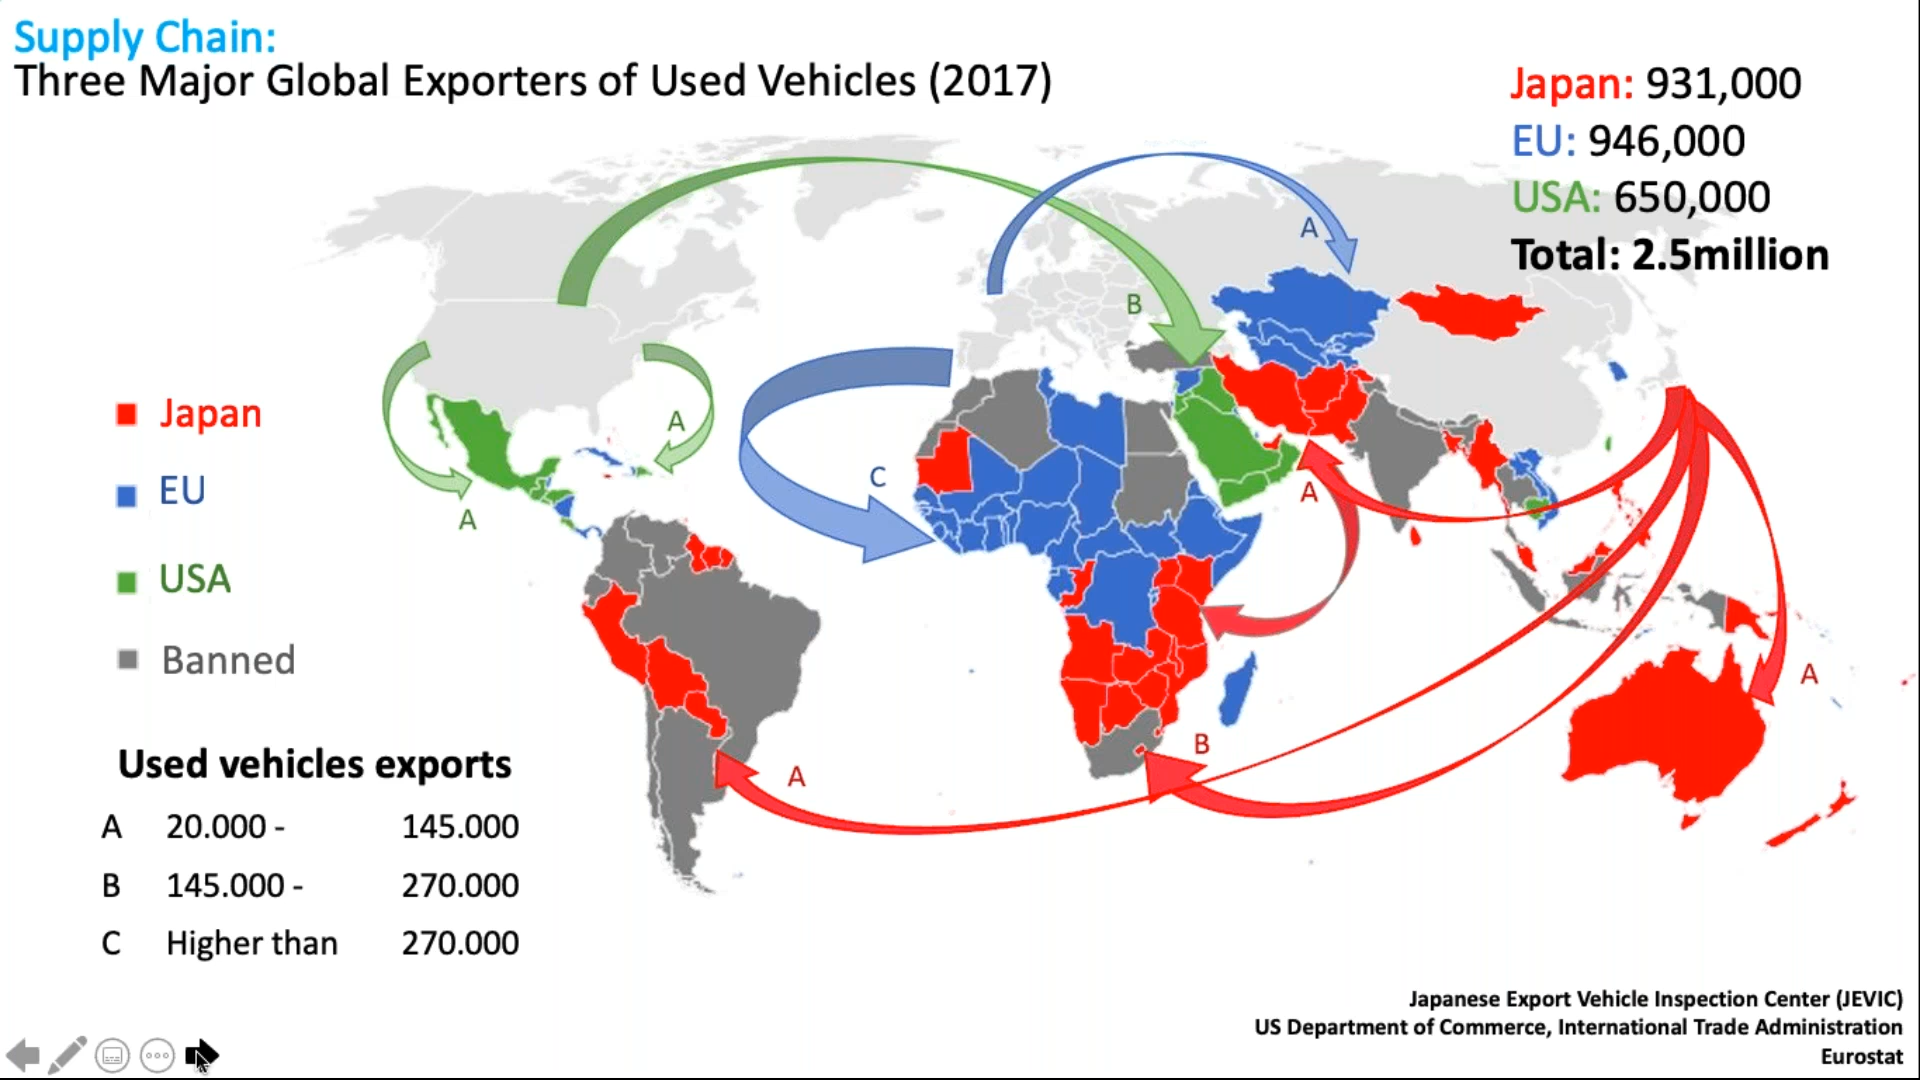 Supply Chain:
Three Major Global Exporters of Used Vehicles (2017)
Japan: 931,000
EU: 946,000
USA: 650,000
Total: 2.5million
A
B
A
A
C
A
A
B
A
A
Japan
EU
USA
Banned
Used vehicles exports
A 20.000 - 145.000
B 145.000 - 270.000
C Higher than 270.000
Japanese Export Vehicle Inspection Center (JEVIC)
US Department of Commerce, International Trade Administration
Eurostat